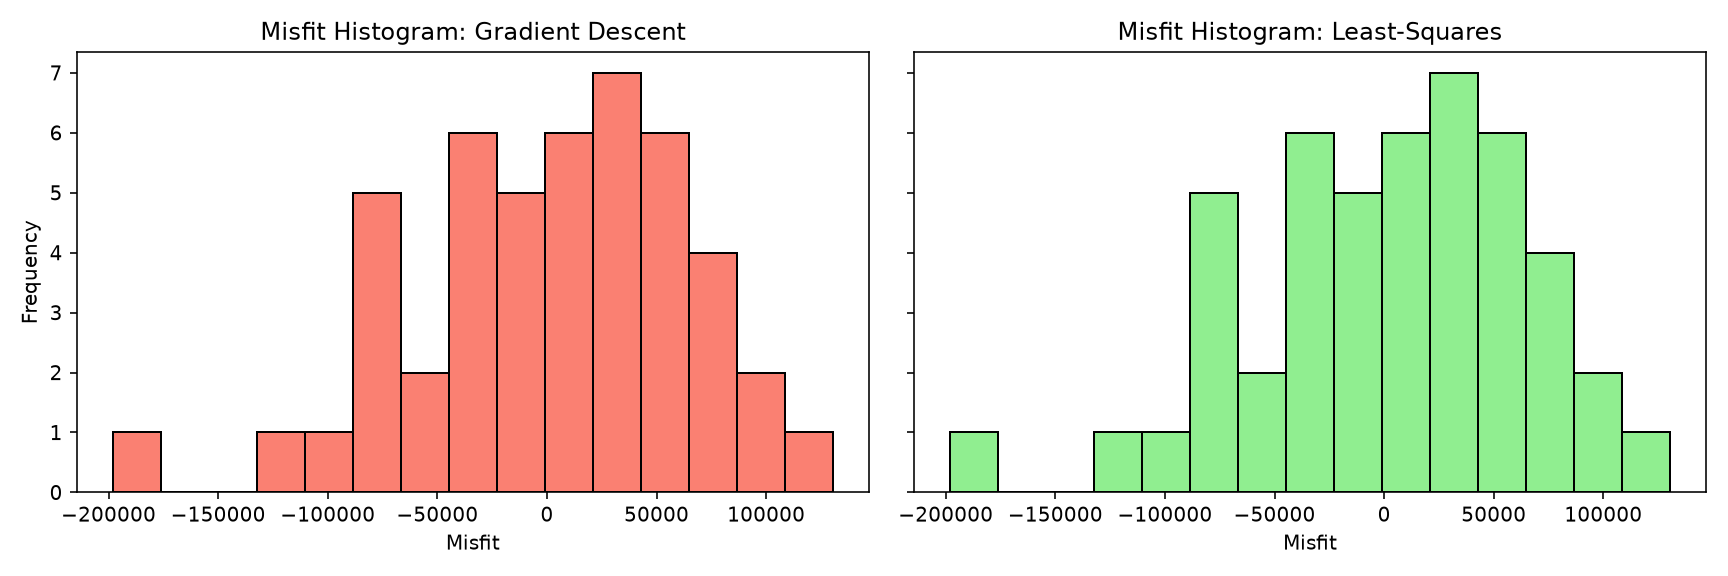 Misfit Histogram: Gradient Descent
Frequency
7
6
5
4
3
2
1
0
−200000 −150000 −100000 −50000 0 50000 100000
Misfit
Misfit Histogram: Least-Squares
−200000 −150000 −100000 −50000 0 50000 100000
Misfit